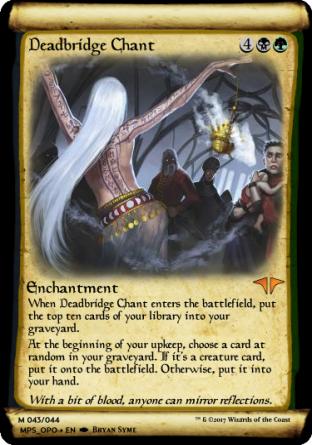 Deadbridge Chant 4
Enchantment
When Deadbridge Chant enters the battlefield, put
the top ten cards of your library into your
graveyard.
At the beginning of your upkeep, choose a card at
random in your graveyard. If it's a creature card,
put it onto the battlefield. Otherwise, put it into
your hand.
With a bit of blood, anyone can mirror reflections.
M 043/044
MPS_OPO • EN Bryan Syme
™ & ©2017 Wizards of the Coast